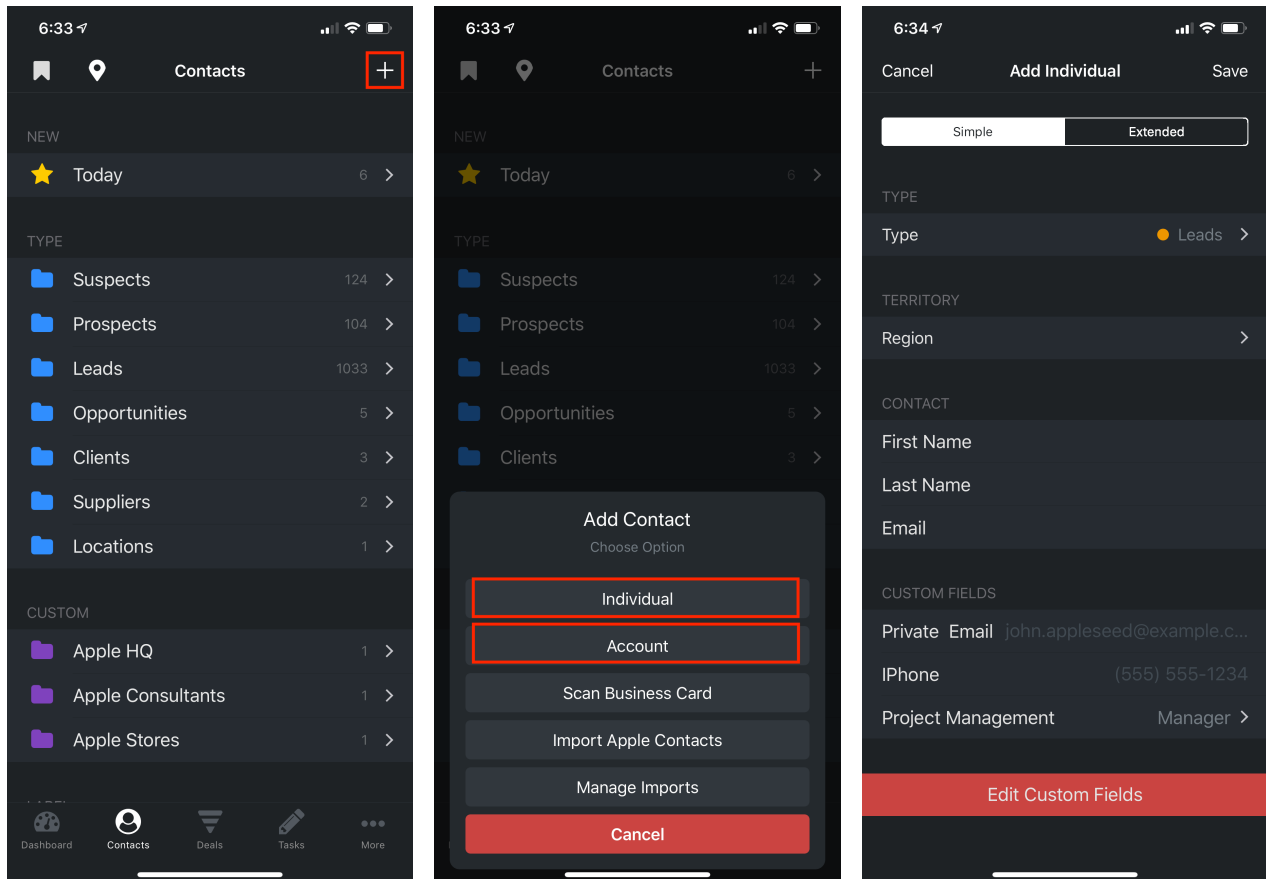 6:33
Contacts
NEW
Today 6
TYPE
Suspects 124
Prospects 104
Leads 1033
Opportunities 5
Clients 3
Suppliers 2
Locations 1
CUSTOM
Apple HQ 1
Apple Consultants 1
Apple Stores 1
Dashboard Contacts Deals Tasks More
6:33
Contacts
NEW
Today 6
TYPE
Suspects 124
Prospects 104
Leads 1033
Opportunities 5
Clients 3
Add Contact
Choose Option
Individual
Account
Scan Business Card
Import Apple Contacts
Manage Imports
Cancel
6:34
Cancel Add Individual Save
Simple Extended
TYPE
Type Leads
TERRITORY
Region
CONTACT
First Name
Last Name
Email
CUSTOM FIELDS
Private Email john.appleseed@example.c...
IPhone (555) 555-1234
Project Management Manager
Edit Custom Fields